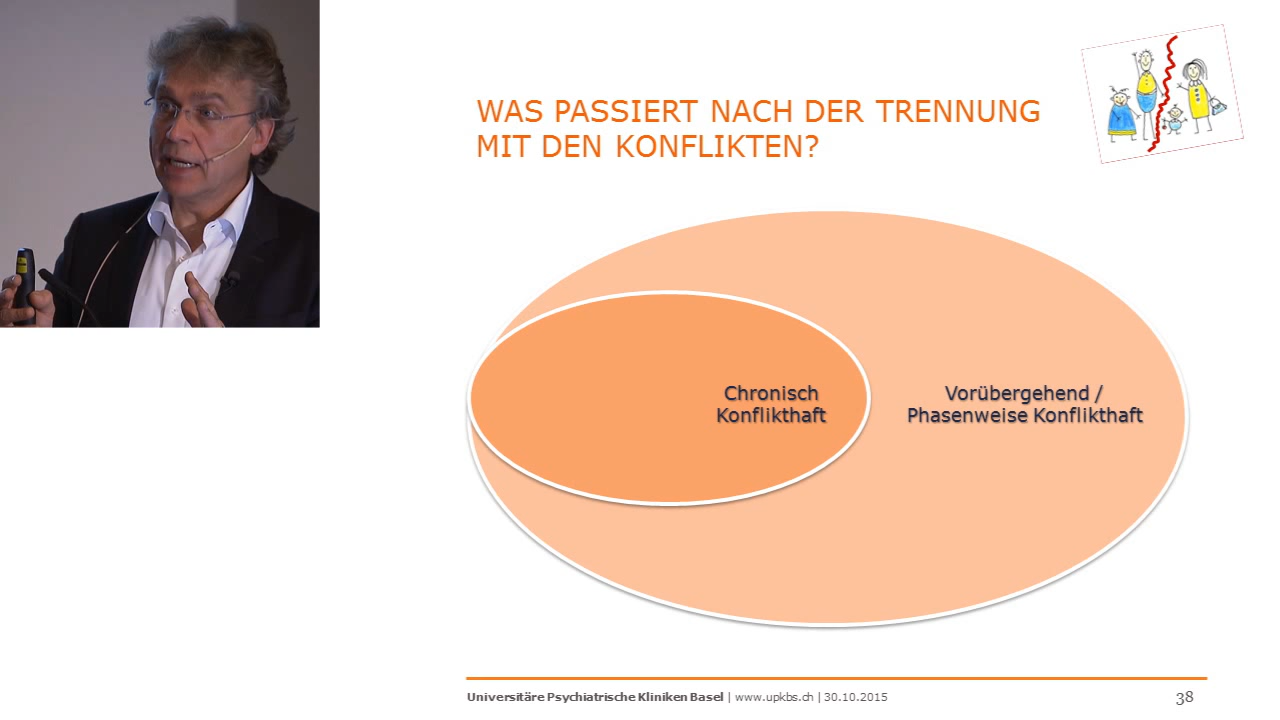 WAS PASSIERT NACH DER TRENNUNG
MIT DEN KONFLIKTEN?
Chronisch
Konflikthaft
Vorübergehend /
Phasenweise Konflikthaft
Universitäre Psychiatrische Kliniken Basel | www.upkbs.ch | 30.10.2015
38